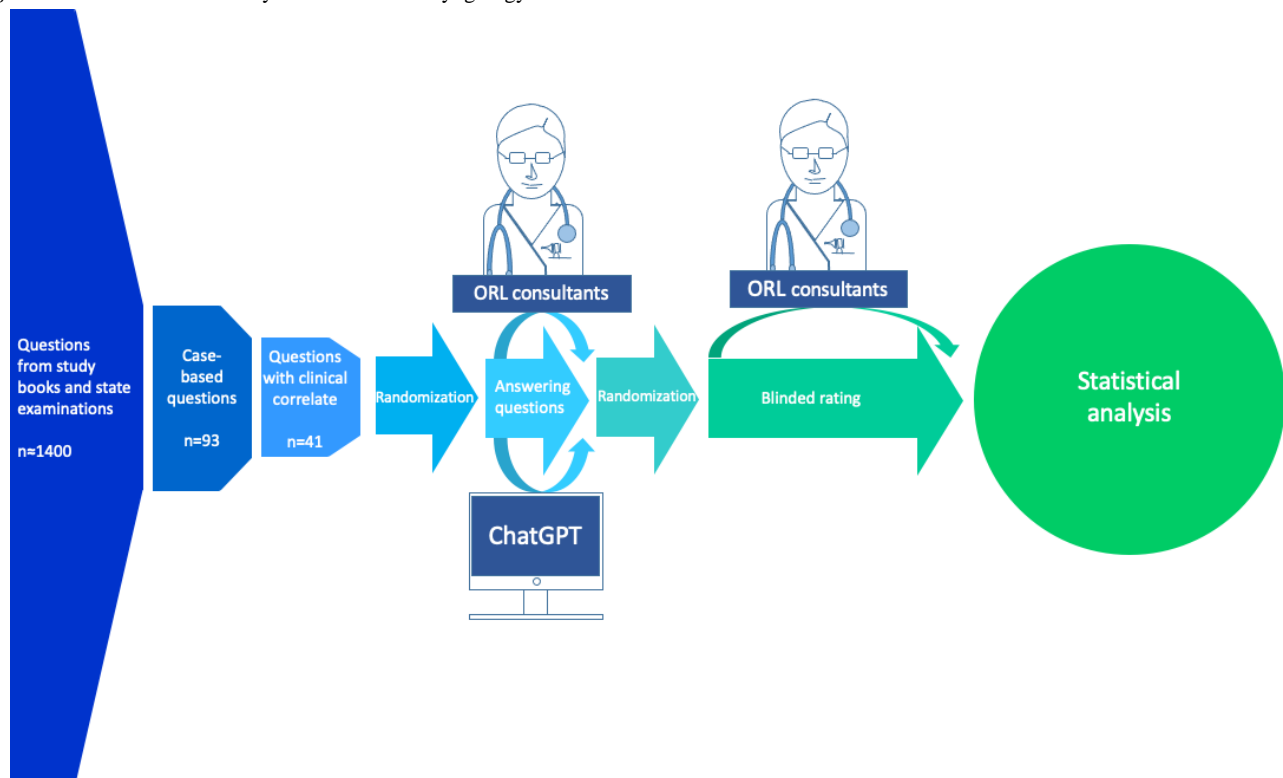 ORL consultants
ORL consultants
Questions
from study
books and state
examinations
n≈1400
Case-
based
questions
n=93
Questions
with clinical
correlate
n=41
Randomization
Answering
questions
Randomization
Blinded rating
Statistical
analysis
ChatGPT